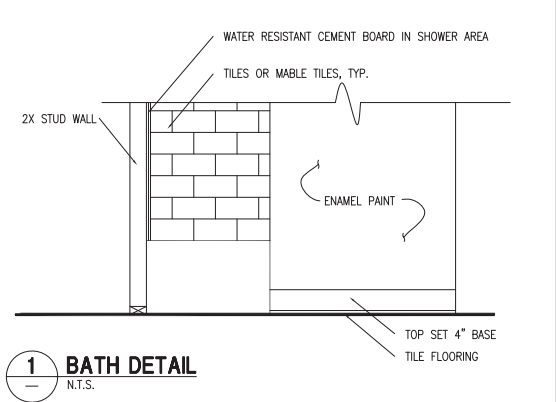 WATER RESISTANT CEMENT BOARD IN SHOWER AREA
TILES OR MABLE TILES, TYP.
2X STUD WALL
ENAMEL PAINT
TOP SET 4" BASE
TILE FLOORING
1
—
BATH DETAIL
N.T.S.